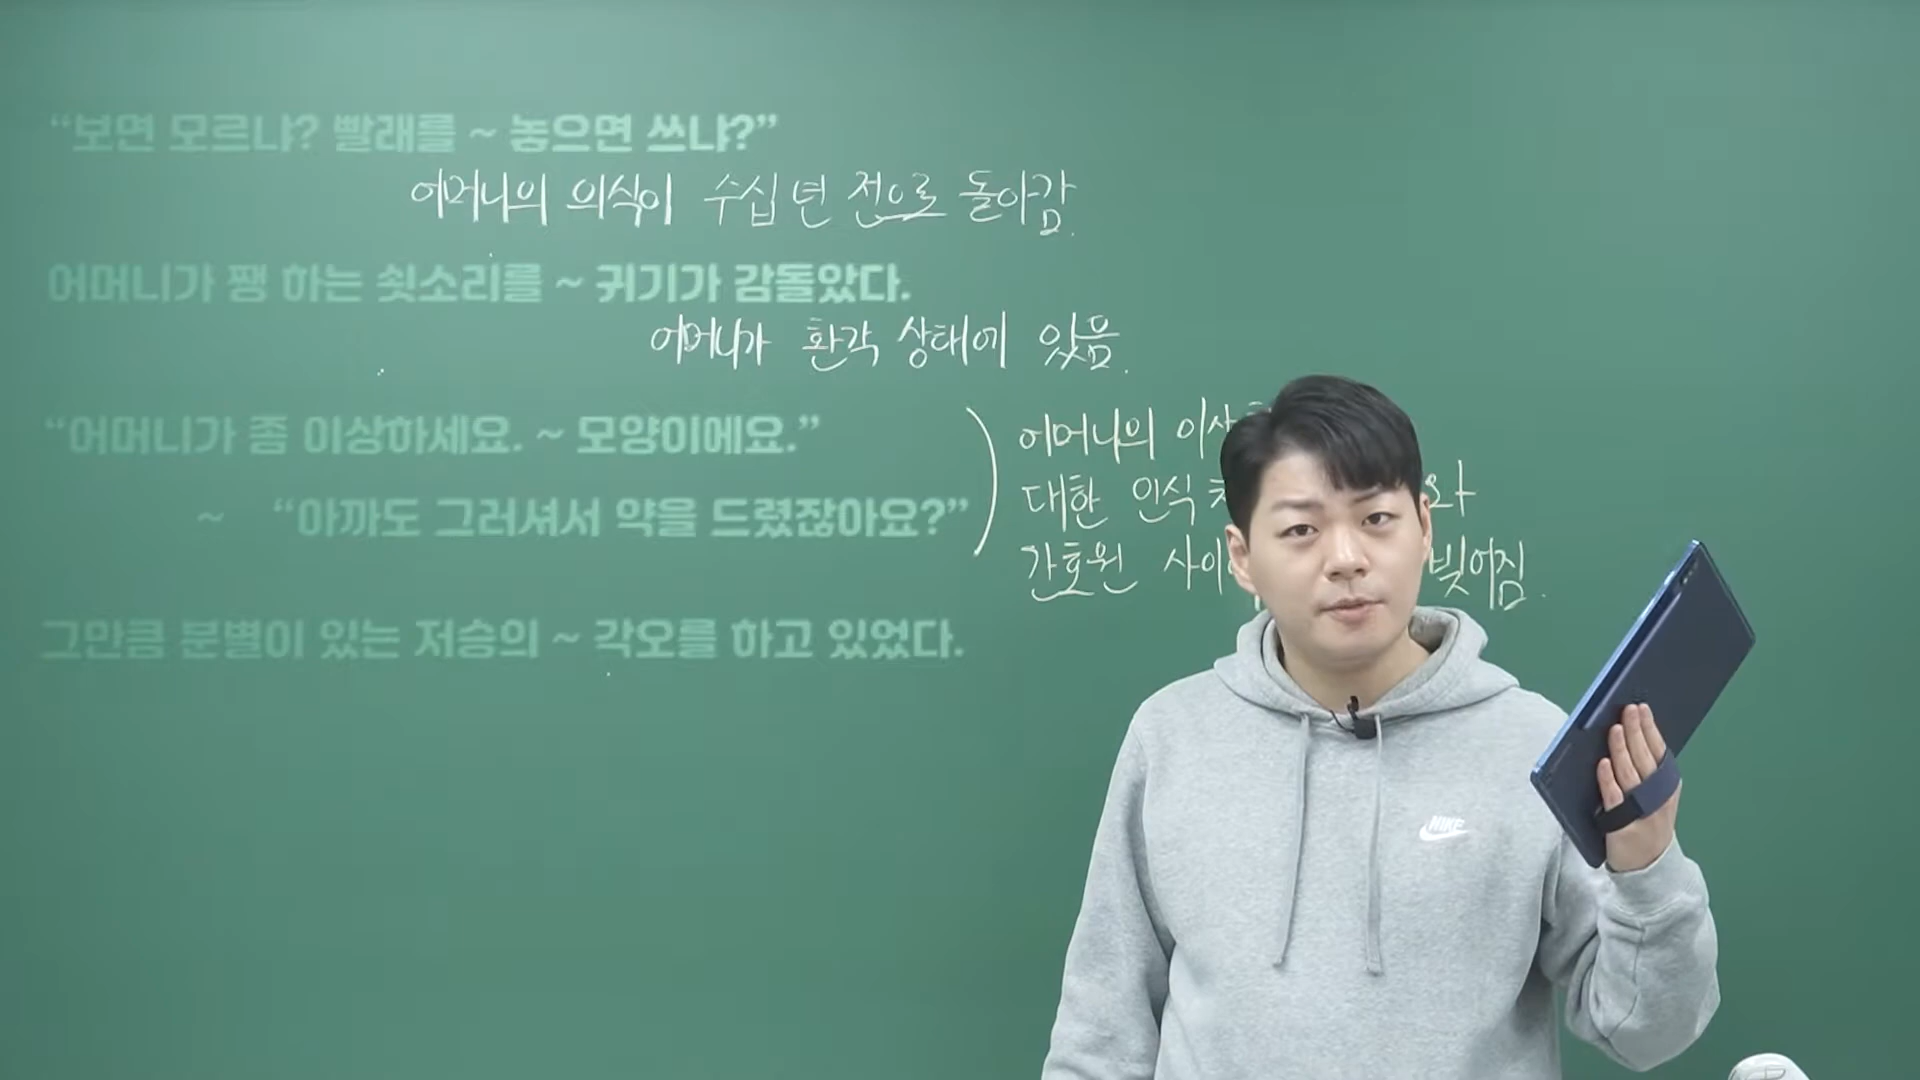 “보면 모르냐? 빨래를 ~ 놓으면 쓰냐?”
어머니의 의식이 수십 년 전으로 돌아감.
어머니가 쨍 하는 쇳소리를 ~ 귀기가 감돌았다.
어머니가 환각 상태에 있음.
“어머니가 좀 이상하세요. ~ 모양이에요.”
~ “아까도 그러셔서 약을 드렸잖아요?”
어머니의
대한 인식 와
간호원 빚어짐.
그만큼 분별이 있는 저승의 ~ 각오를 하고 있었다.
NIKE